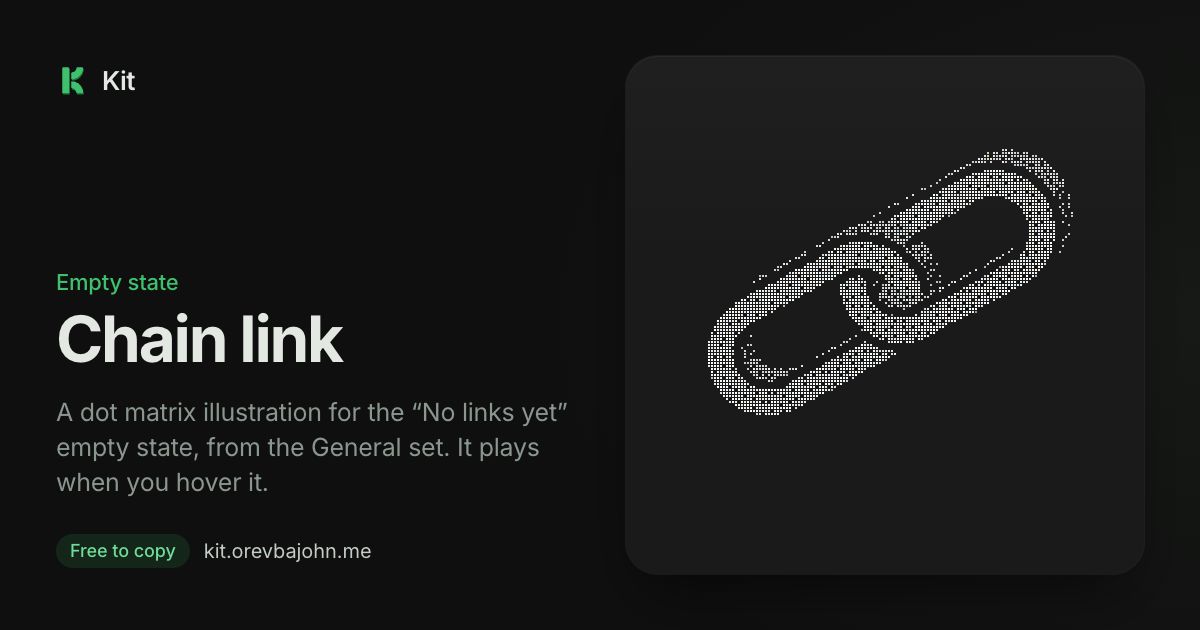 Kit
Empty state
Chain link
A dot matrix illustration for the “No links yet”
empty state, from the General set. It plays
when you hover it.
Free to copy
kit.orevbajohn.me